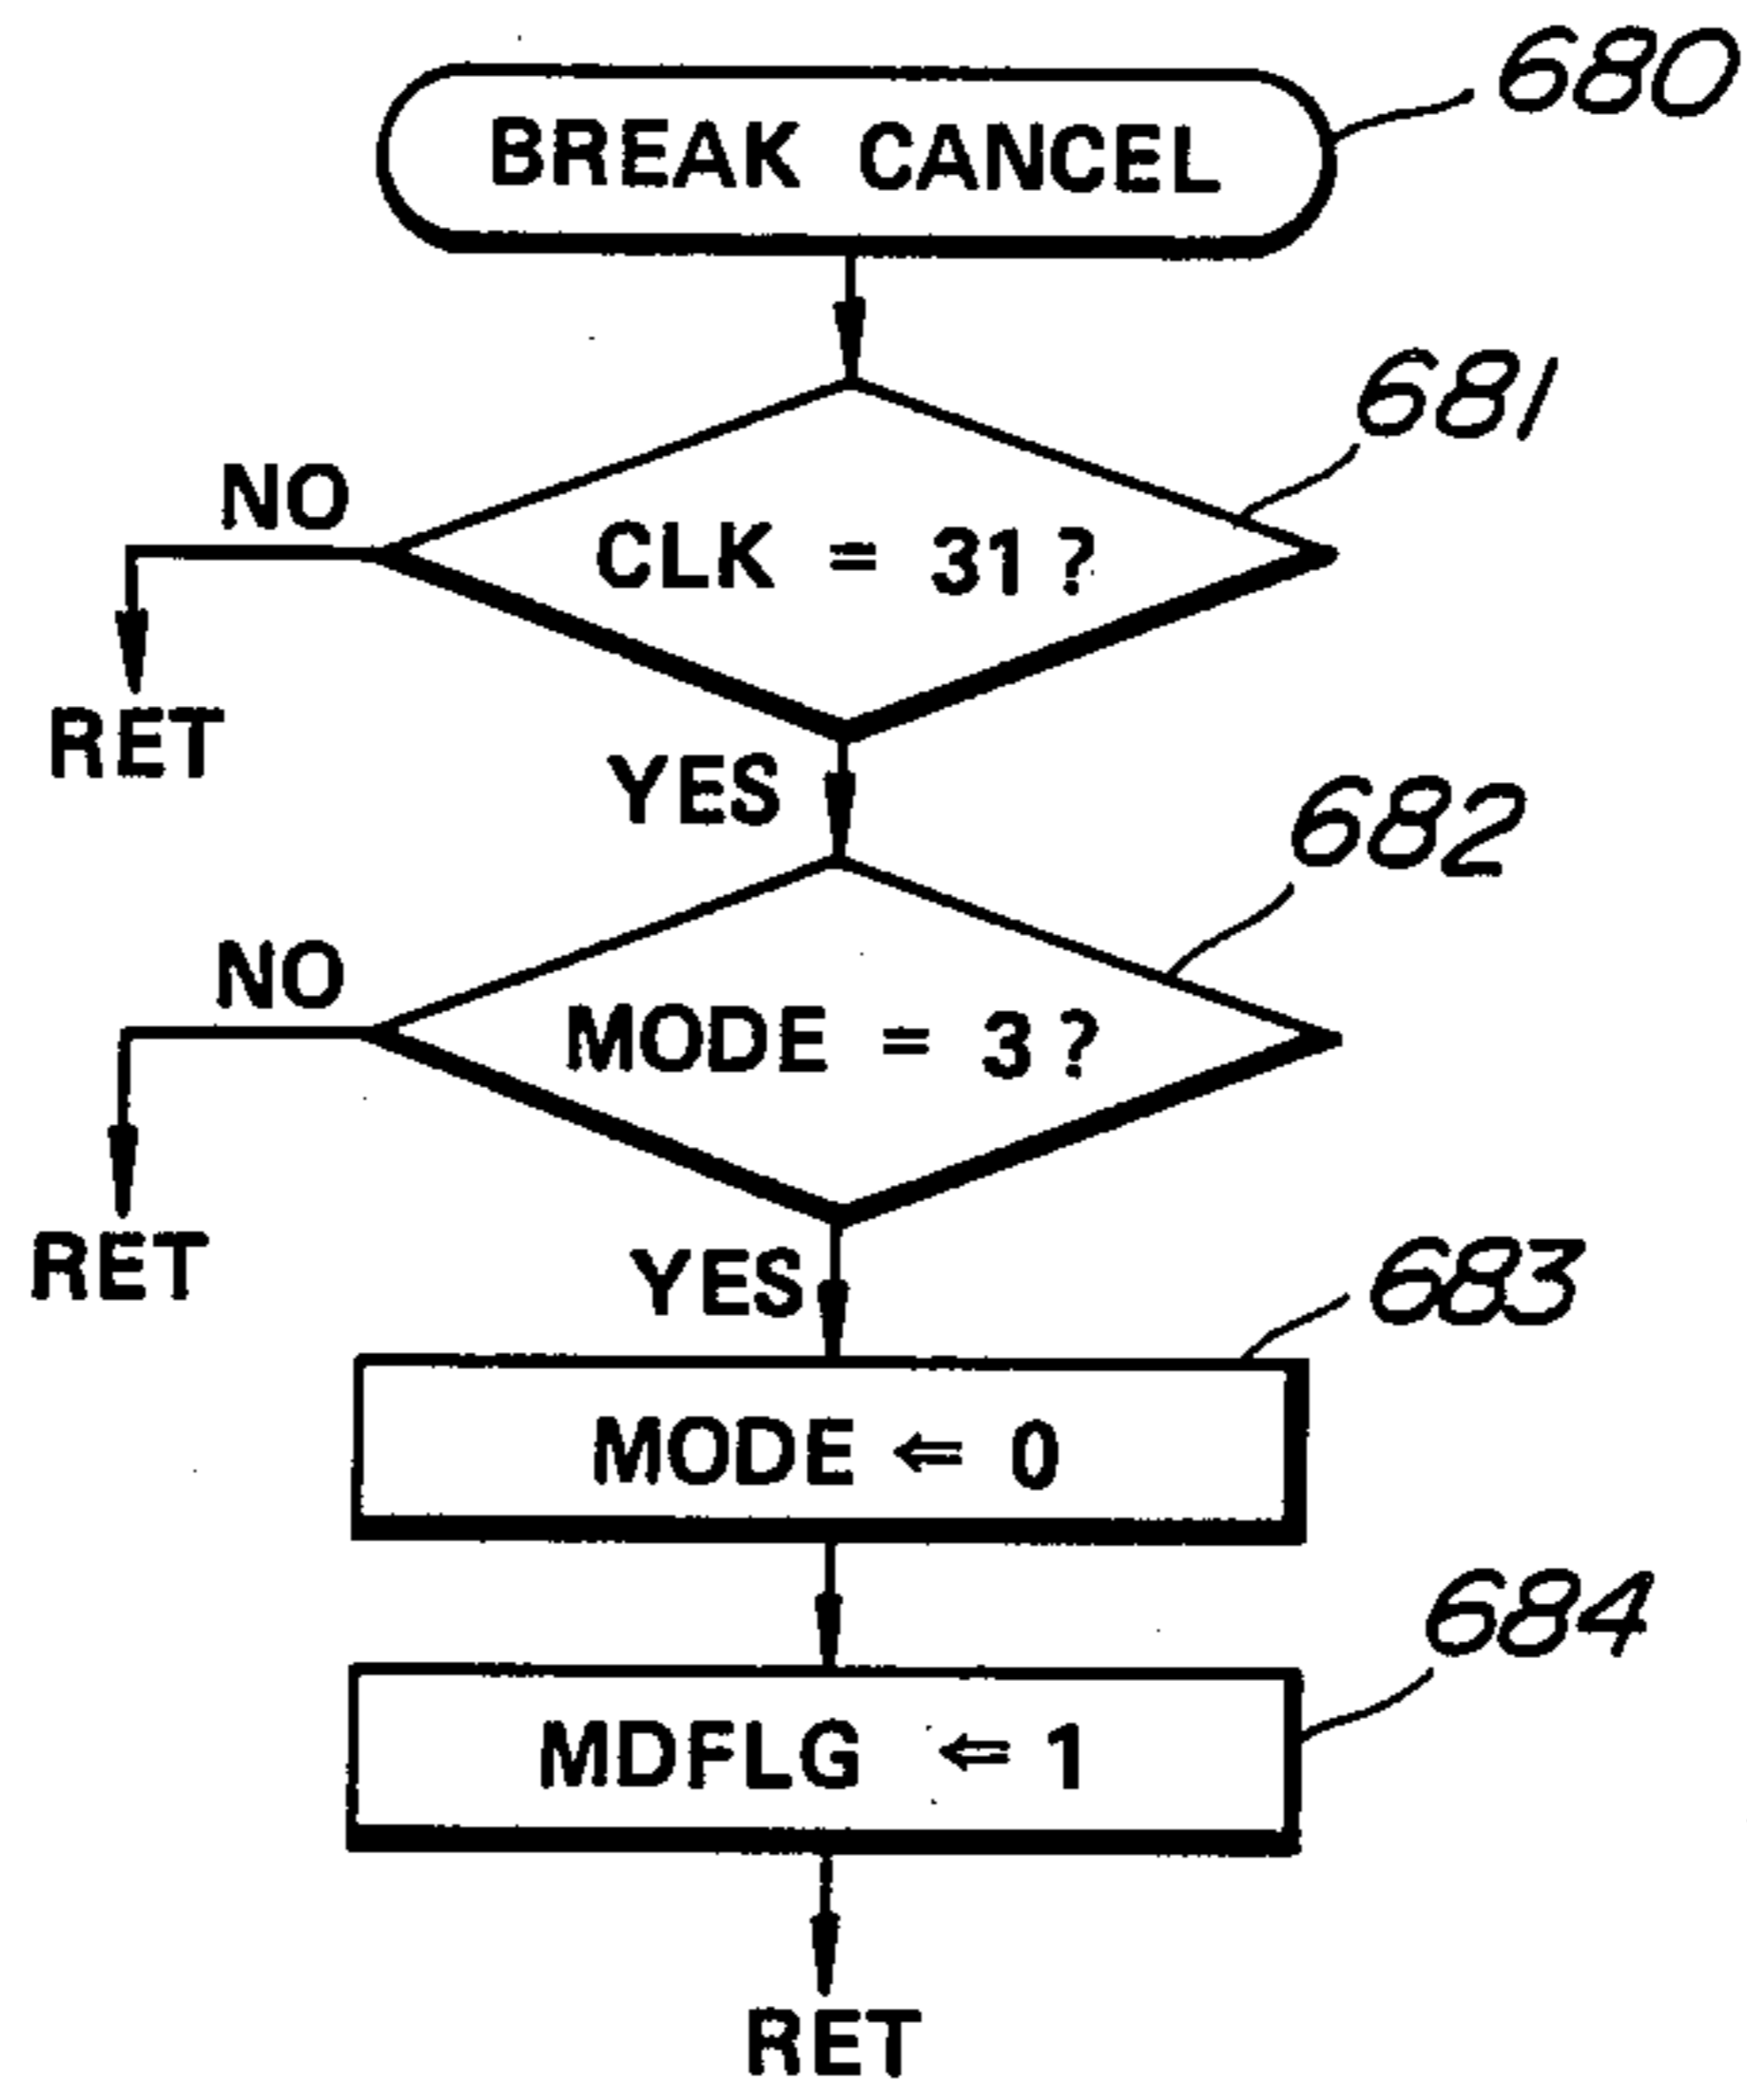 680
BREAK CANCEL
681
NO
CLK = 31?
RET
YES
682
NO
MODE = 3?
RET
YES
683
MODE ⇐ 0
684
MDFLG ⇐ 1
RET